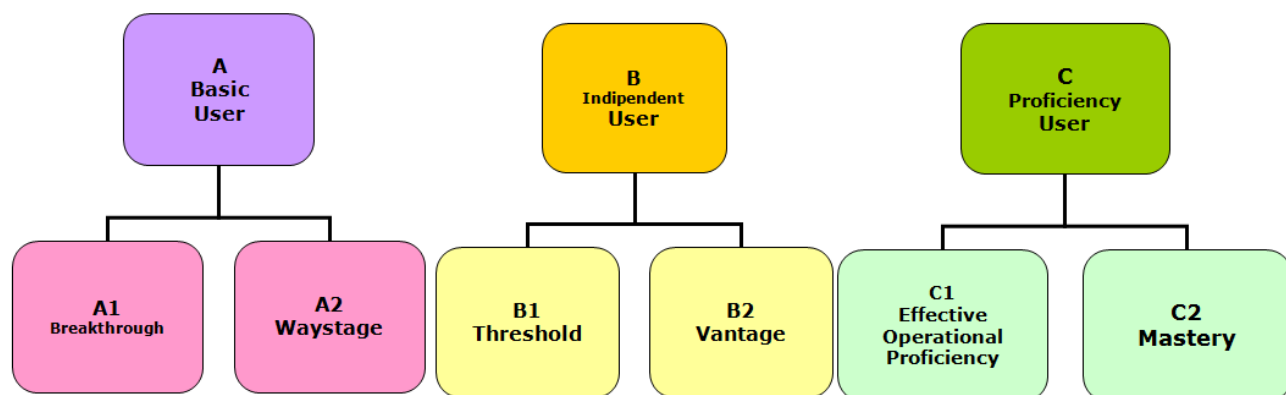 A
Basic
User
B
Indipendent
User
C
Proficiency
User
A1
Breakthrough
A2
Waystage
B1
Threshold
B2
Vantage
C1
Effective
Operational
Proficiency
C2
Mastery